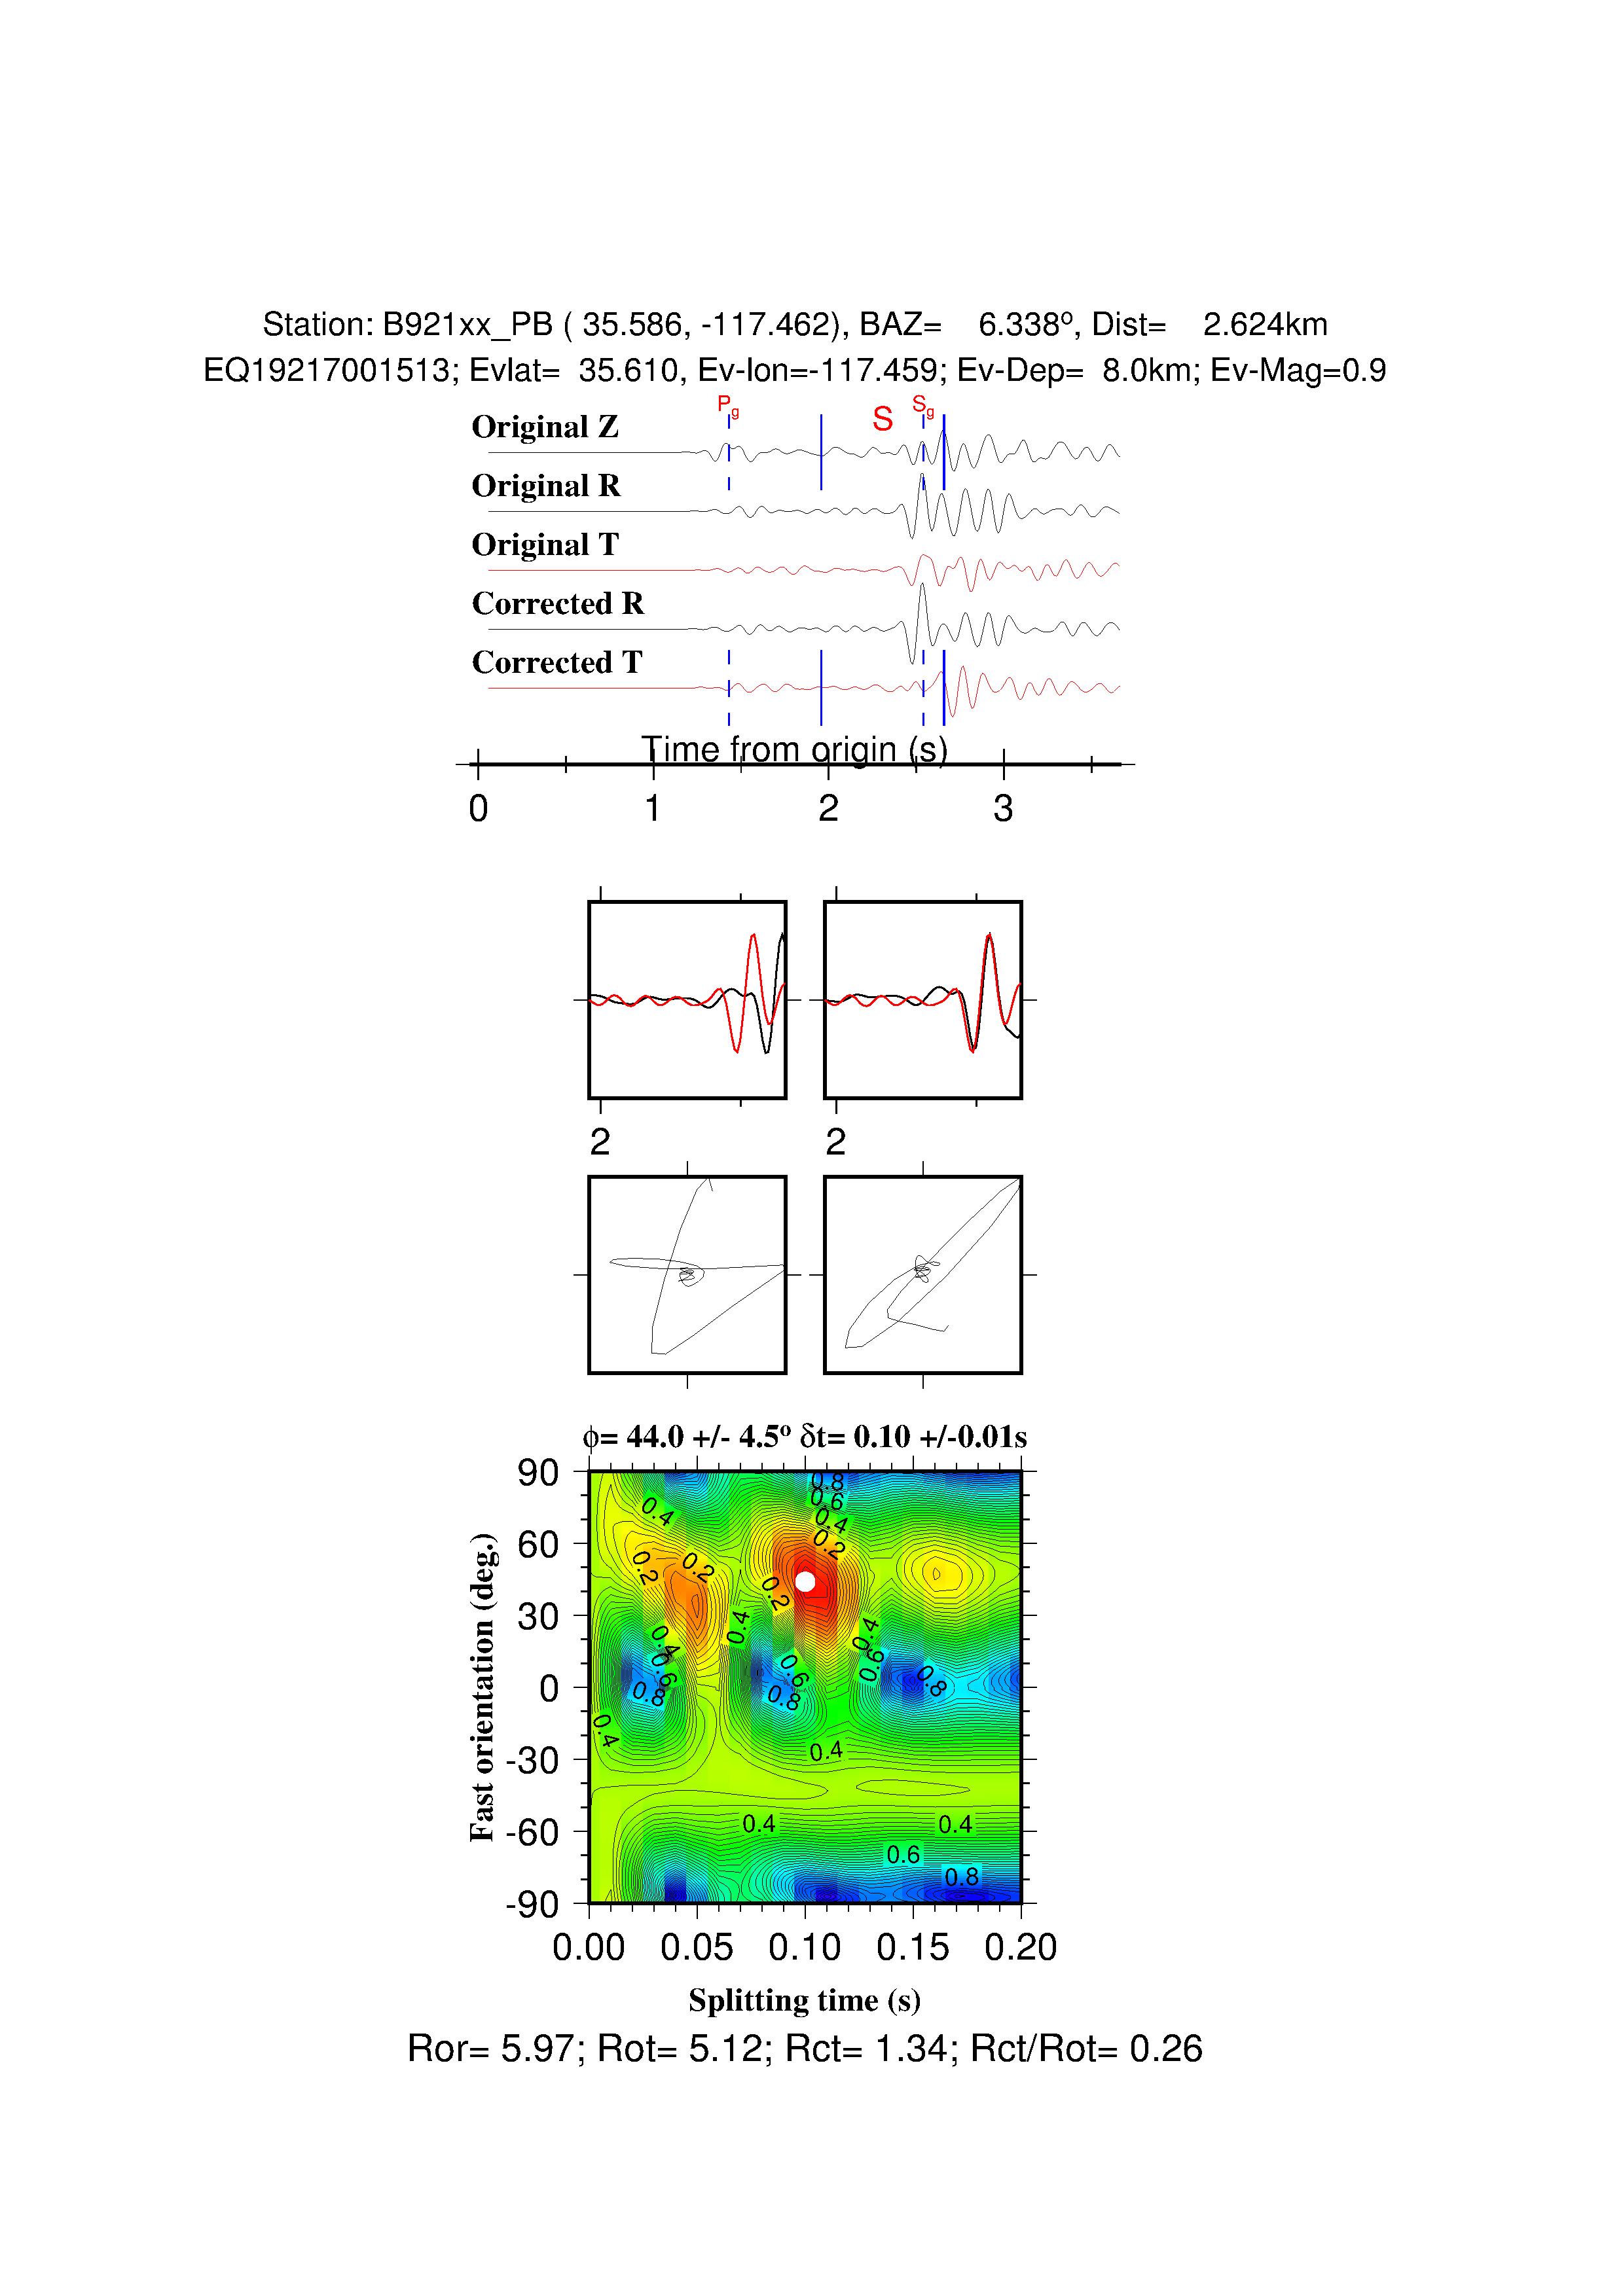 Station: B921xx_PB ( 35.586, -117.462), BAZ= 6.338º, Dist= 2.624km
EQ19217001513; Evlat= 35.610, Ev-lon=-117.459; Ev-Dep= 8.0km; Ev-Mag=0.9
Pg S Sg
Original Z
Original R
Original T
Corrected R
Corrected T
Time from origin (s)
0 1 2 3
2 2
ϕ= 44.0 +/- 4.5º δt= 0.10 +/-0.01s
Fast orientation (deg.)
90
60
30
0
-30
-60
-90
0.8
0.6
0.4 0.4
0.2
0.2 0.2
0.2
0.4 0.4 0.4
0.6 0.6 0.6
0.8 0.8 0.8
0.4
0.4
0.4 0.4
0.6
0.8
0.00 0.05 0.10 0.15 0.20
Splitting time (s)
Ror= 5.97; Rot= 5.12; Rct= 1.34; Rct/Rot= 0.26